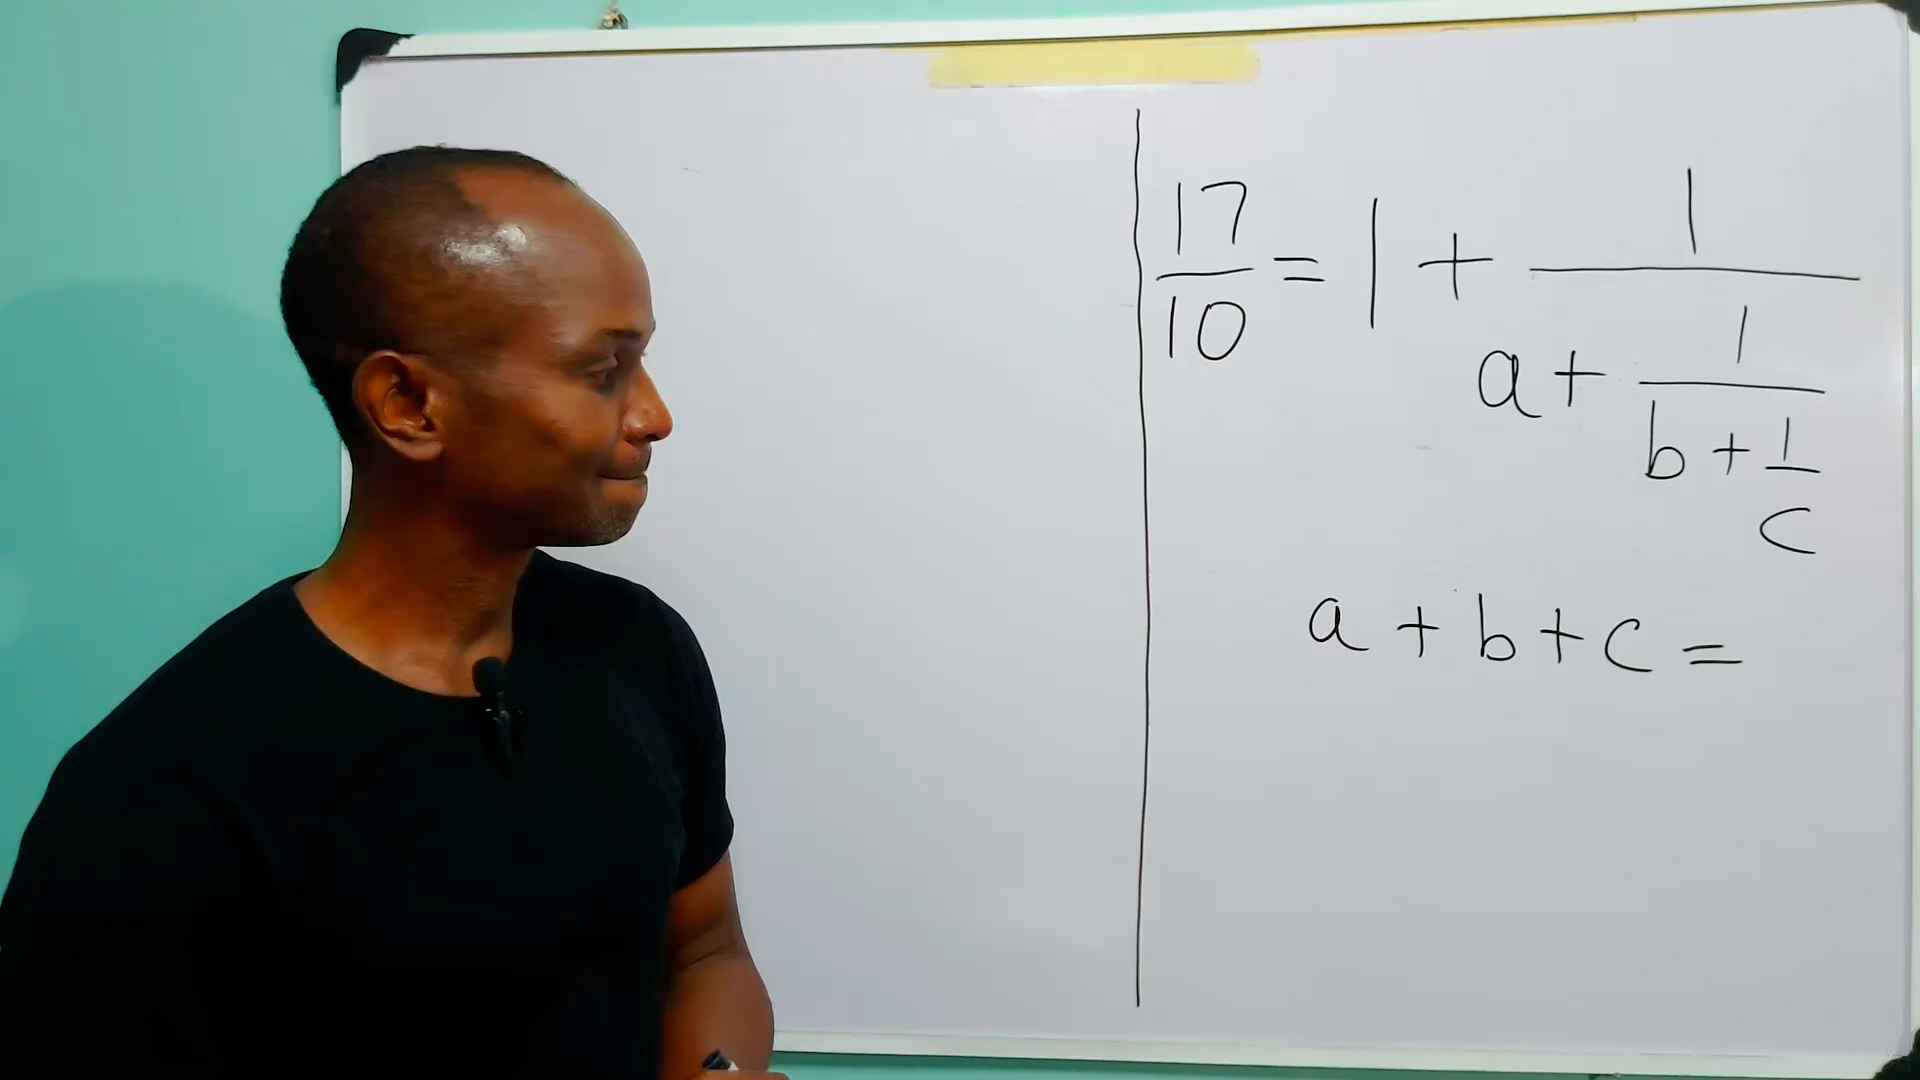 17/10 = 1 + 1/(a + 1/(b + 1/c))
a + b + c =